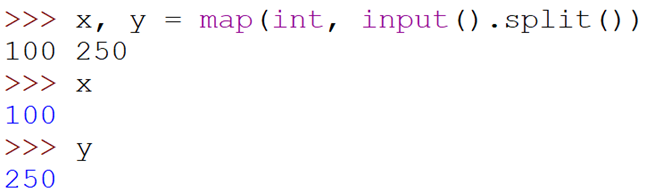 >>> x, y = map(int, input().split())
100 250
>>> x
100
>>> y
250